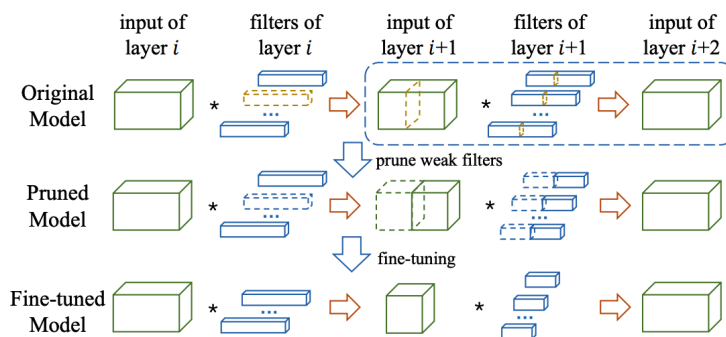 input of
layer i
filters of
layer i
input of
layer i+1
filters of
layer i+1
input of
layer i+2
Original
Model
*
...
*
...
prune weak filters
Pruned
Model
*
...
*
...
fine-tuning
Fine-tuned
Model
*
...
*
...